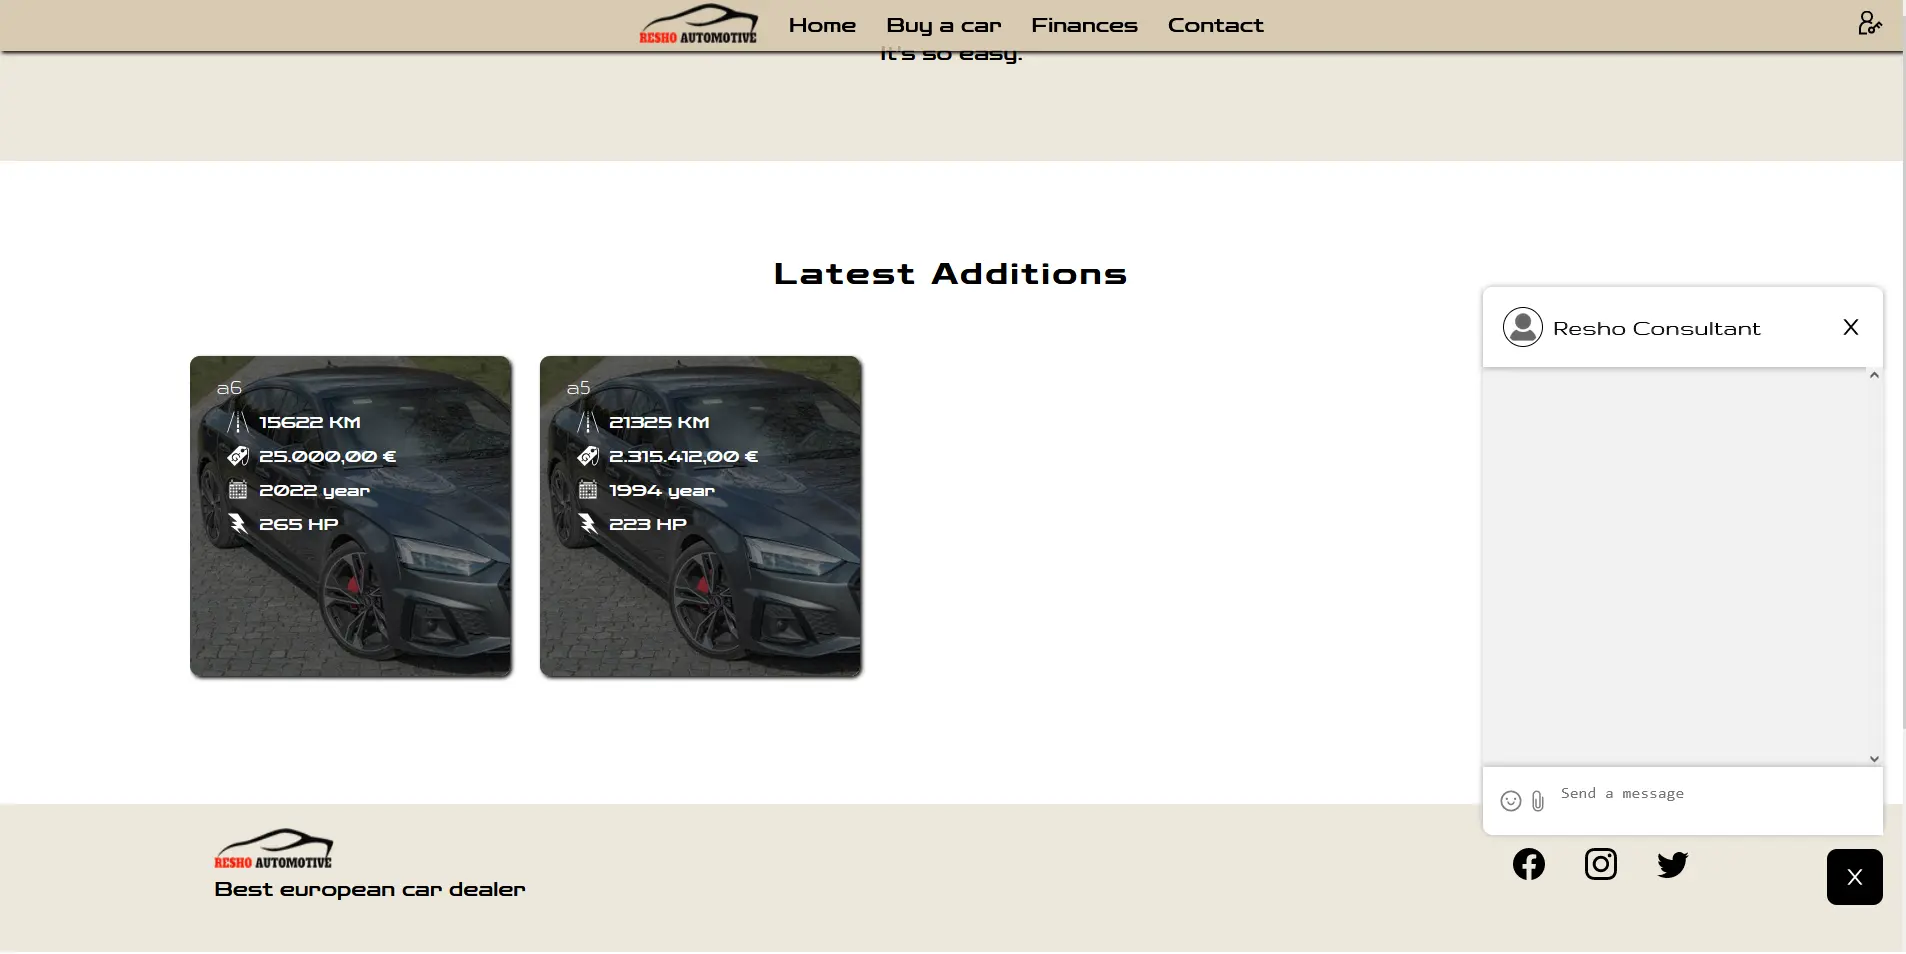 RESHO AUTOMOTIVE
Home
Buy a car
Finances
Contact
It's so easy.
Latest Additions
a6
15622 KM
25.000,00 €
2022 year
265 HP
a5
21325 KM
2.315.412,00 €
1994 year
223 HP
Resho Consultant
X
Send a message
RESHO AUTOMOTIVE
Best european car dealer
X